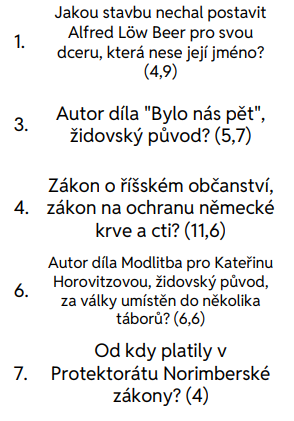 1. Jakou stavbu nechal postavit
Alfred Löw Beer pro svou
dceru, která nese její jméno?
(4,9)
3. Autor díla "Bylo nás pět",
židovský původ? (5,7)
4. Zákon o říšském občanství,
zákon na ochranu německé
krve a cti? (11,6)
6. Autor díla Modlitba pro Kateřinu
Horovitzovou, židovský původ,
za války umístěn do několika
táborů? (6,6)
7. Od kdy platily v
Protektorátu Norimberské
zákony? (4)